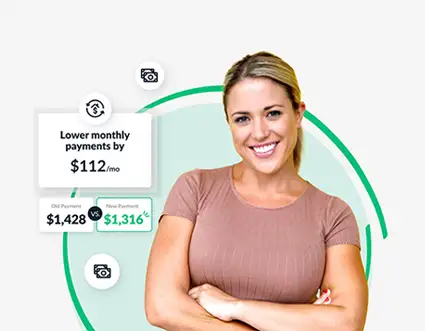 Lower monthly
payments by
$112/mo
Old Payment
$1,428
VS
New Payment
$1,316